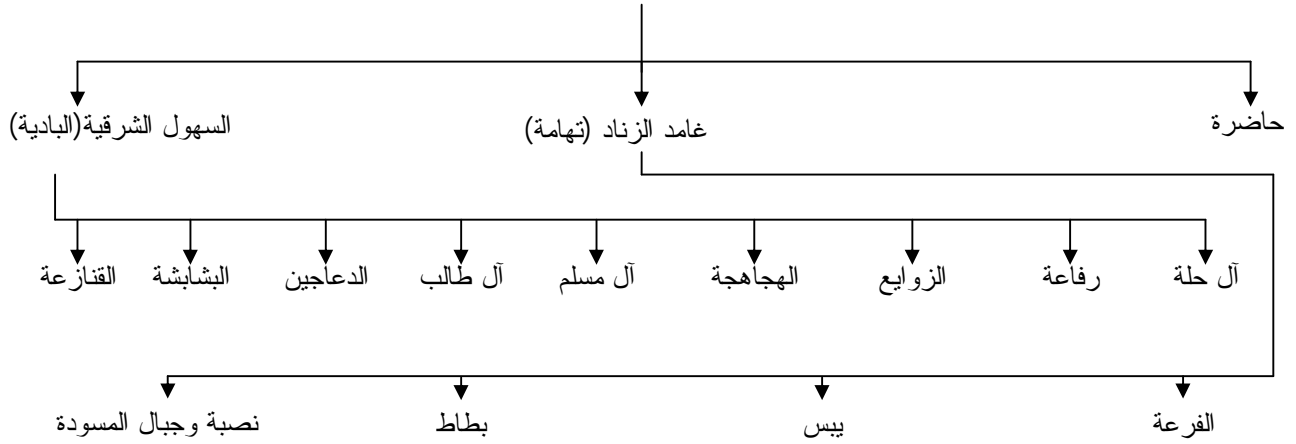 حاضرة
غامد الزناد (تهامة)
السهول الشرقية(البادية)
آل حلة
رفاعة
الزوايع
الهجاهجة
آل مسلم
آل طالب
الدعاجين
البشابشة
القنازعة
الفرعة
يبس
بطاط
نصبة وجبال المسودة